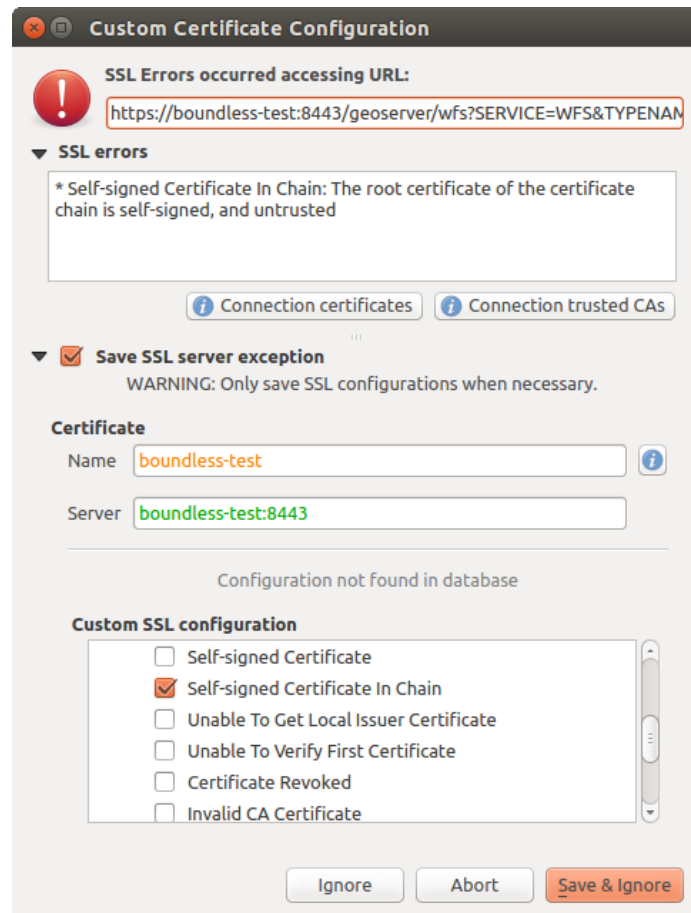 Custom Certificate Configuration
SSL Errors occurred accessing URL:
https://boundless-test:8443/geoserver/wfs?SERVICE=WFS&TYPENAM
SSL errors
* Self-signed Certificate In Chain: The root certificate of the certificate
chain is self-signed, and untrusted
Connection certificates
Connection trusted CAs
Save SSL server exception
WARNING: Only save SSL configurations when necessary.
Certificate
Name boundless-test
Server boundless-test:8443
Configuration not found in database
Custom SSL configuration
Self-signed Certificate
Self-signed Certificate In Chain
Unable To Get Local Issuer Certificate
Unable To Verify First Certificate
Certificate Revoked
Invalid CA Certificate
Ignore
Abort
Save & Ignore